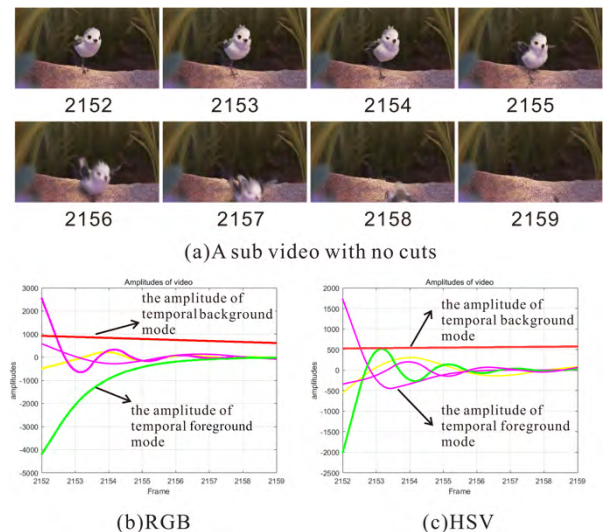 2152 2153 2154 2155
2156 2157 2158 2159
(a)A sub video with no cuts
Amplitudes of video
3000
2000
1000
0
-1000
-2000
-3000
-4000
-5000
amplitudes
the amplitude of
temporal background
mode
the amplitude of
temporal foreground
mode
2152 2153 2154 2155 2156 2157 2158 2159
Frame
(b)RGB
Amplitudes of video
2000
1500
1000
500
0
-500
-1000
-1500
-2000
-2500
amplitudes
the amplitude of
temporal background
mode
the amplitude of
temporal foreground
mode
2152 2153 2154 2155 2156 2157 2158 2159
Frame
(c)HSV